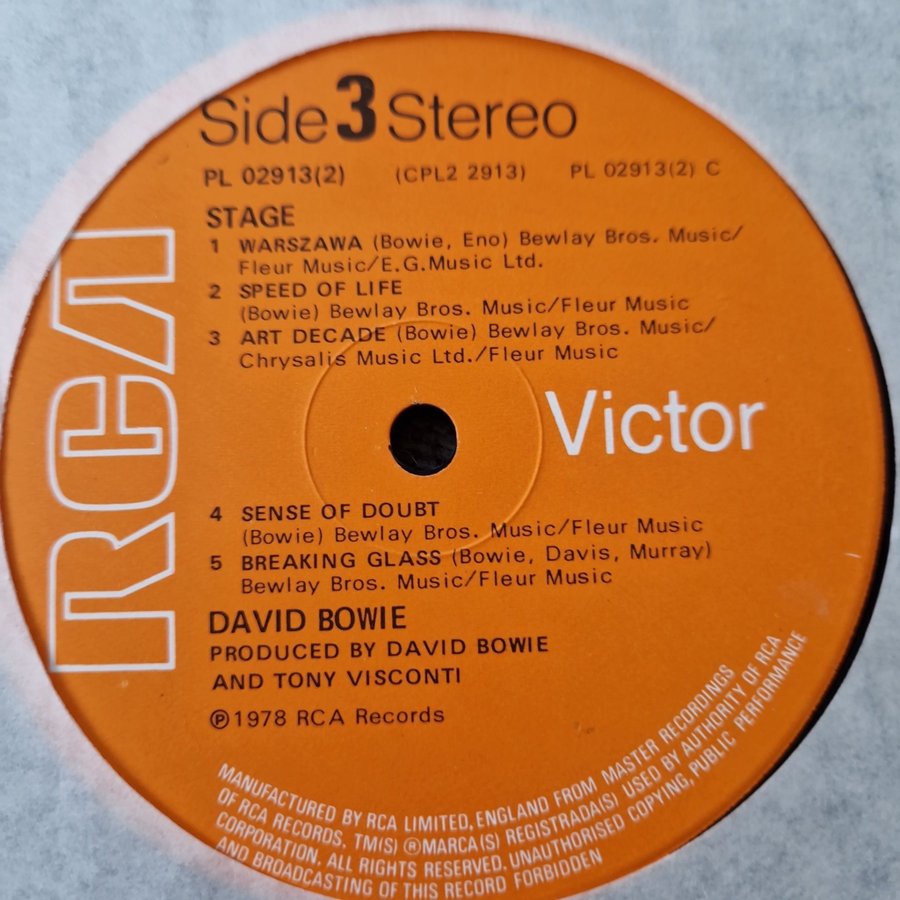 Side 3 Stereo
PL 02913(2) (CPL2 2913) PL 02913(2) C
STAGE
1 WARSZAWA (Bowie, Eno) Bewlay Bros. Music/
Fleur Music/E.G.Music Ltd.
2 SPEED OF LIFE
(Bowie) Bewlay Bros. Music/Fleur Music
3 ART DECADE (Bowie) Bewlay Bros. Music/
Chrysalis Music Ltd./Fleur Music
RCA
Victor
4 SENSE OF DOUBT
(Bowie) Bewlay Bros. Music/Fleur Music
5 BREAKING GLASS (Bowie, Davis, Murray)
Bewlay Bros. Music/Fleur Music
DAVID BOWIE
PRODUCED BY DAVID BOWIE
AND TONY VISCONTI
℗1978 RCA Records
MANUFACTURED BY RCA LIMITED, ENGLAND FROM MASTER RECORDINGS
OF RCA RECORDS. TM(S) ® MARCA(S) REGISTRADA(S) USED BY AUTHORITY OF RCA
CORPORATION. ALL RIGHTS RESERVED. UNAUTHORISED COPYING, PUBLIC PERFORMANCE
AND BROADCASTING OF THIS RECORD FORBIDDEN